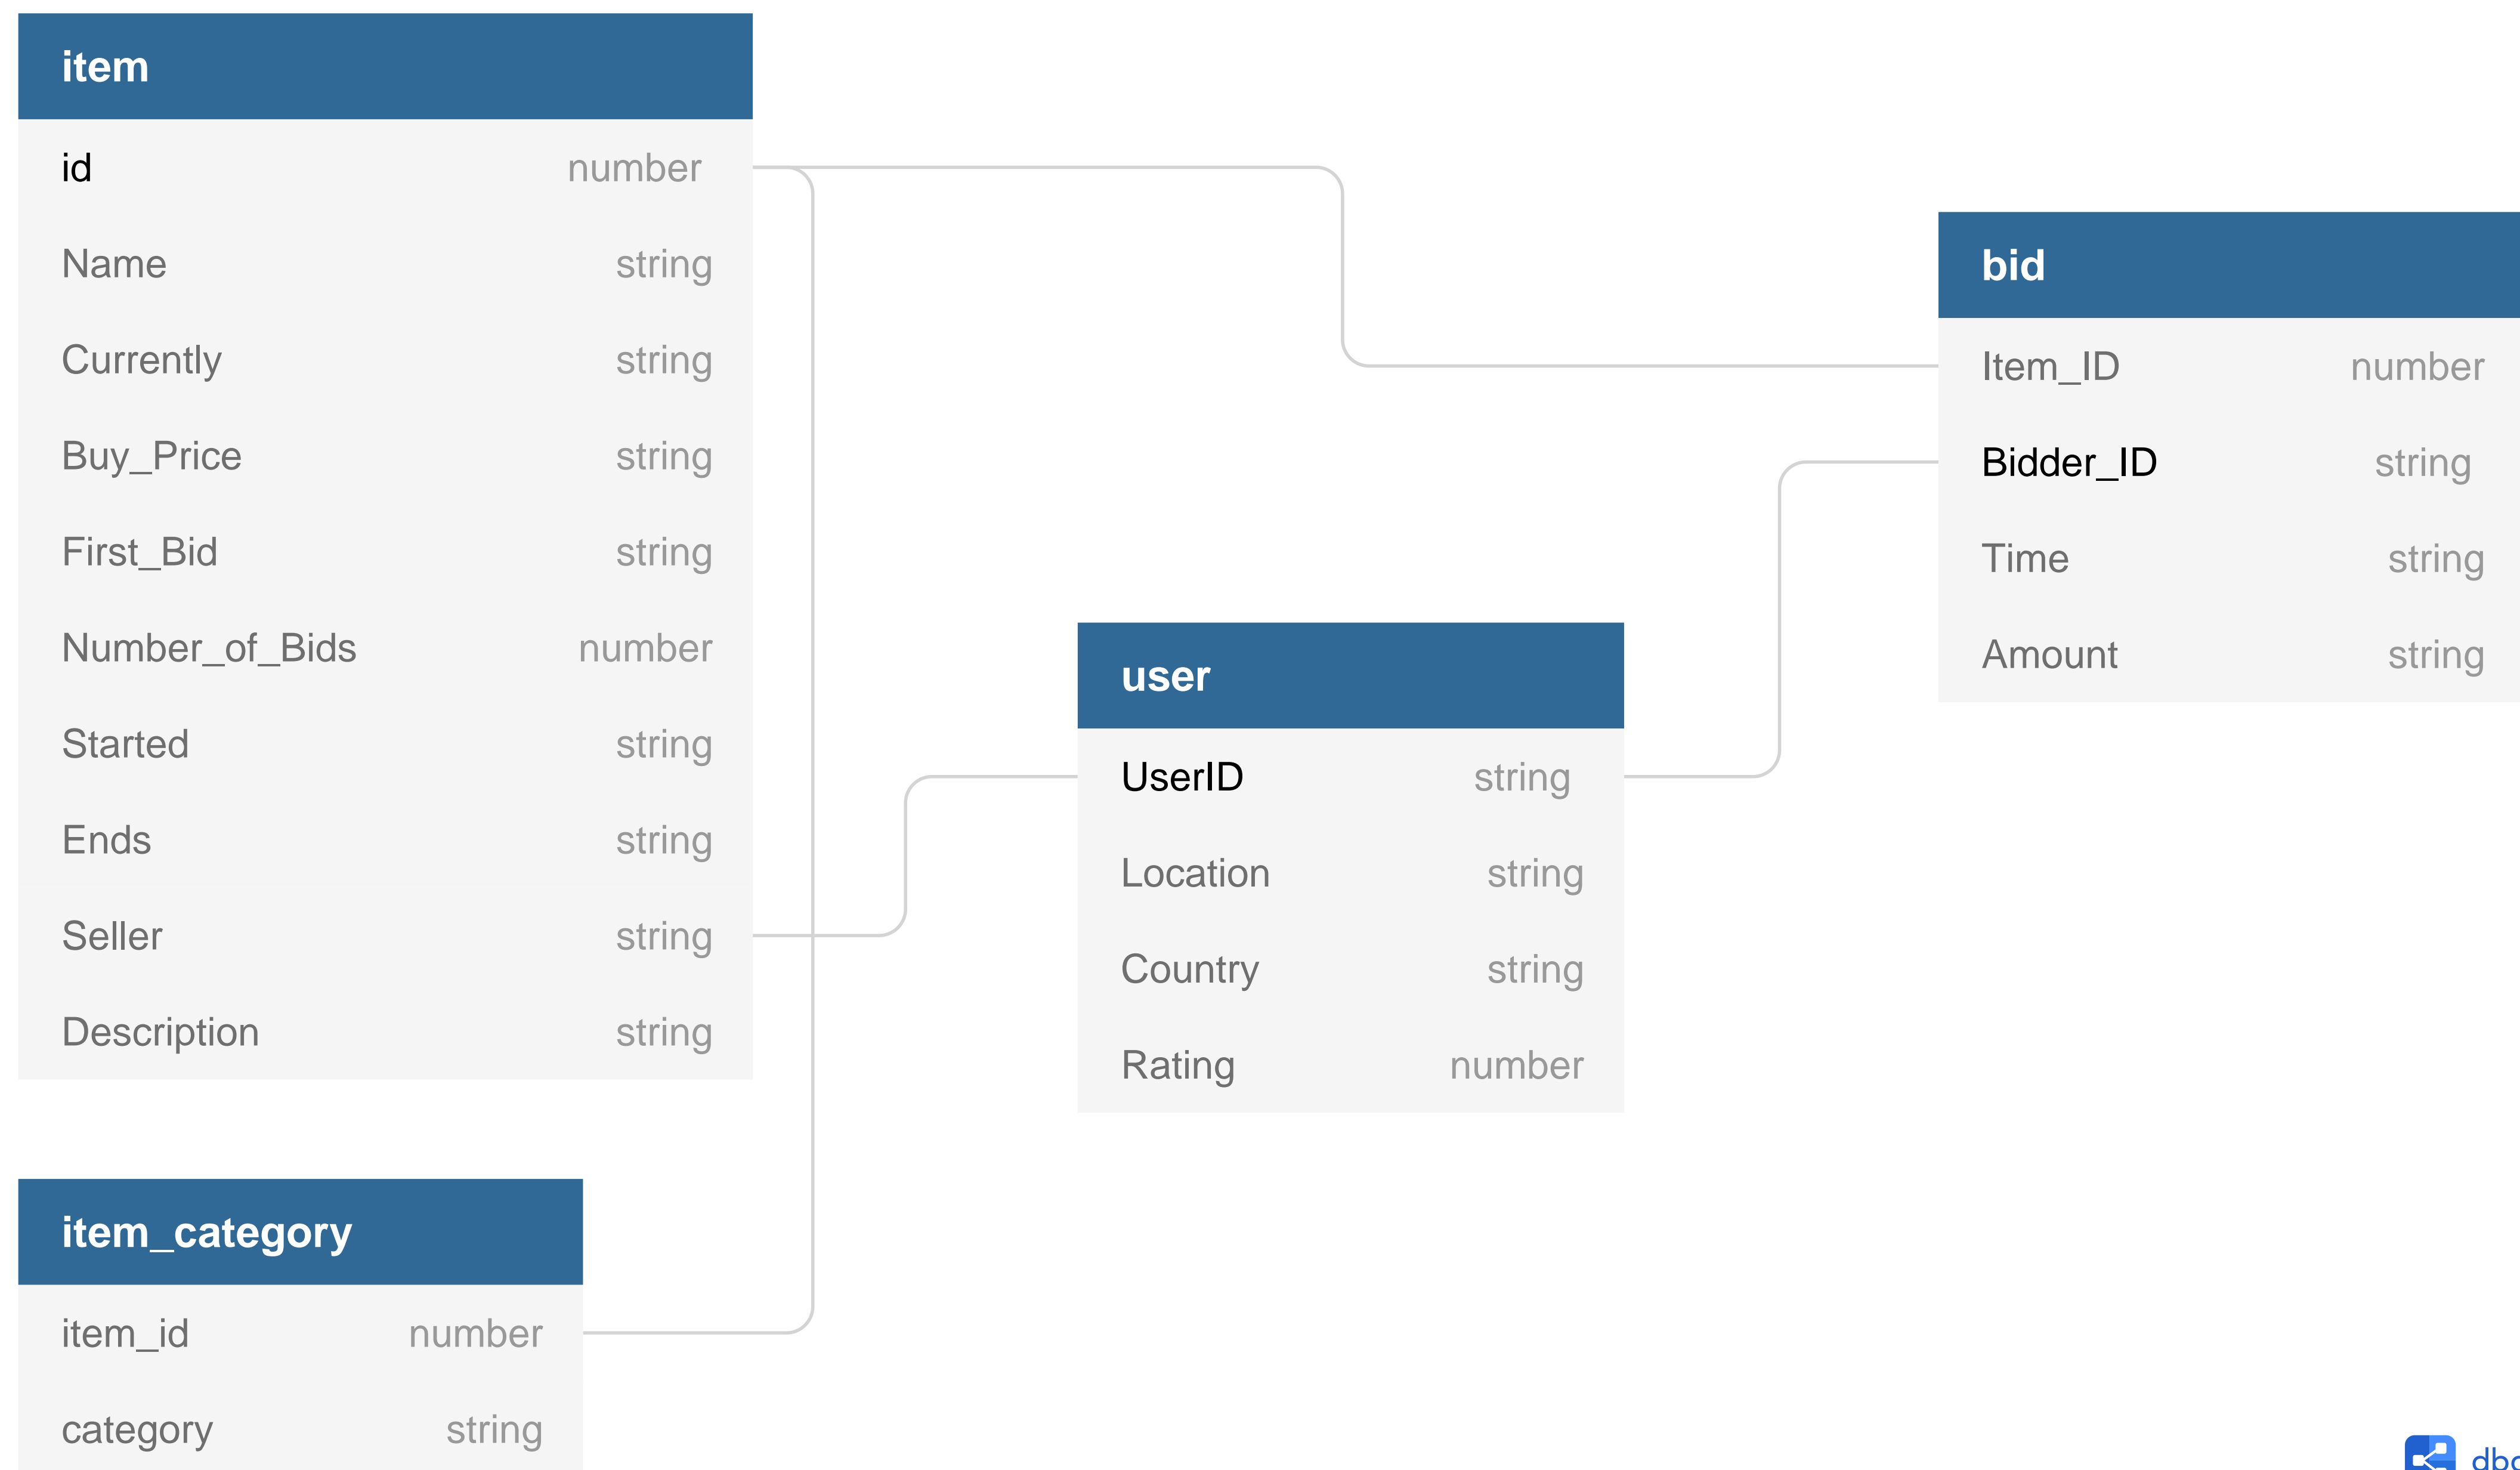 item
id number
Name string
Currently string
Buy_Price string
First_Bid string
Number_of_Bids number
Started string
Ends string
Seller string
Description string
bid
Item_ID number
Bidder_ID string
Time string
Amount string
user
UserID string
Location string
Country string
Rating number
item_category
item_id number
category string